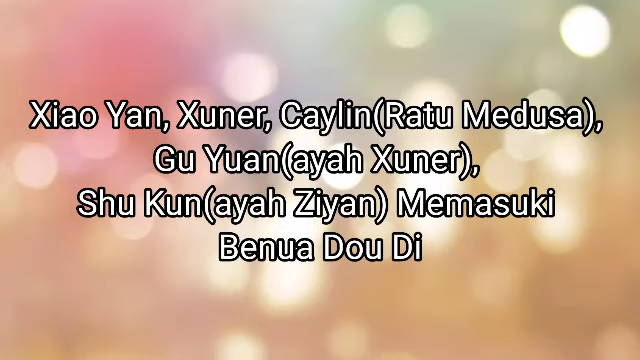 Xiao Yan, Xuner, Caylin(Ratu Medusa),
Gu Yuan(ayah Xuner),
Shu Kun(ayah Ziyan) Memasuki
Benua Dou Di